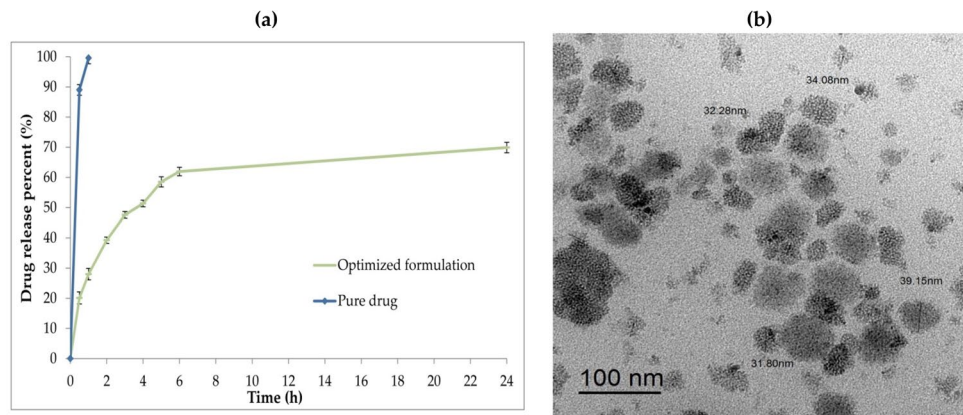 (a)
Drug release percent (%)
100
90
80
70
60
50
40
30
20
10
0
Optimized formulation
Pure drug
0 2 4 6 8 10 12 14 16 18 20 22 24
Time (h)
(b)
34.08nm
32.28nm
39.15nm
31.80nm
100 nm